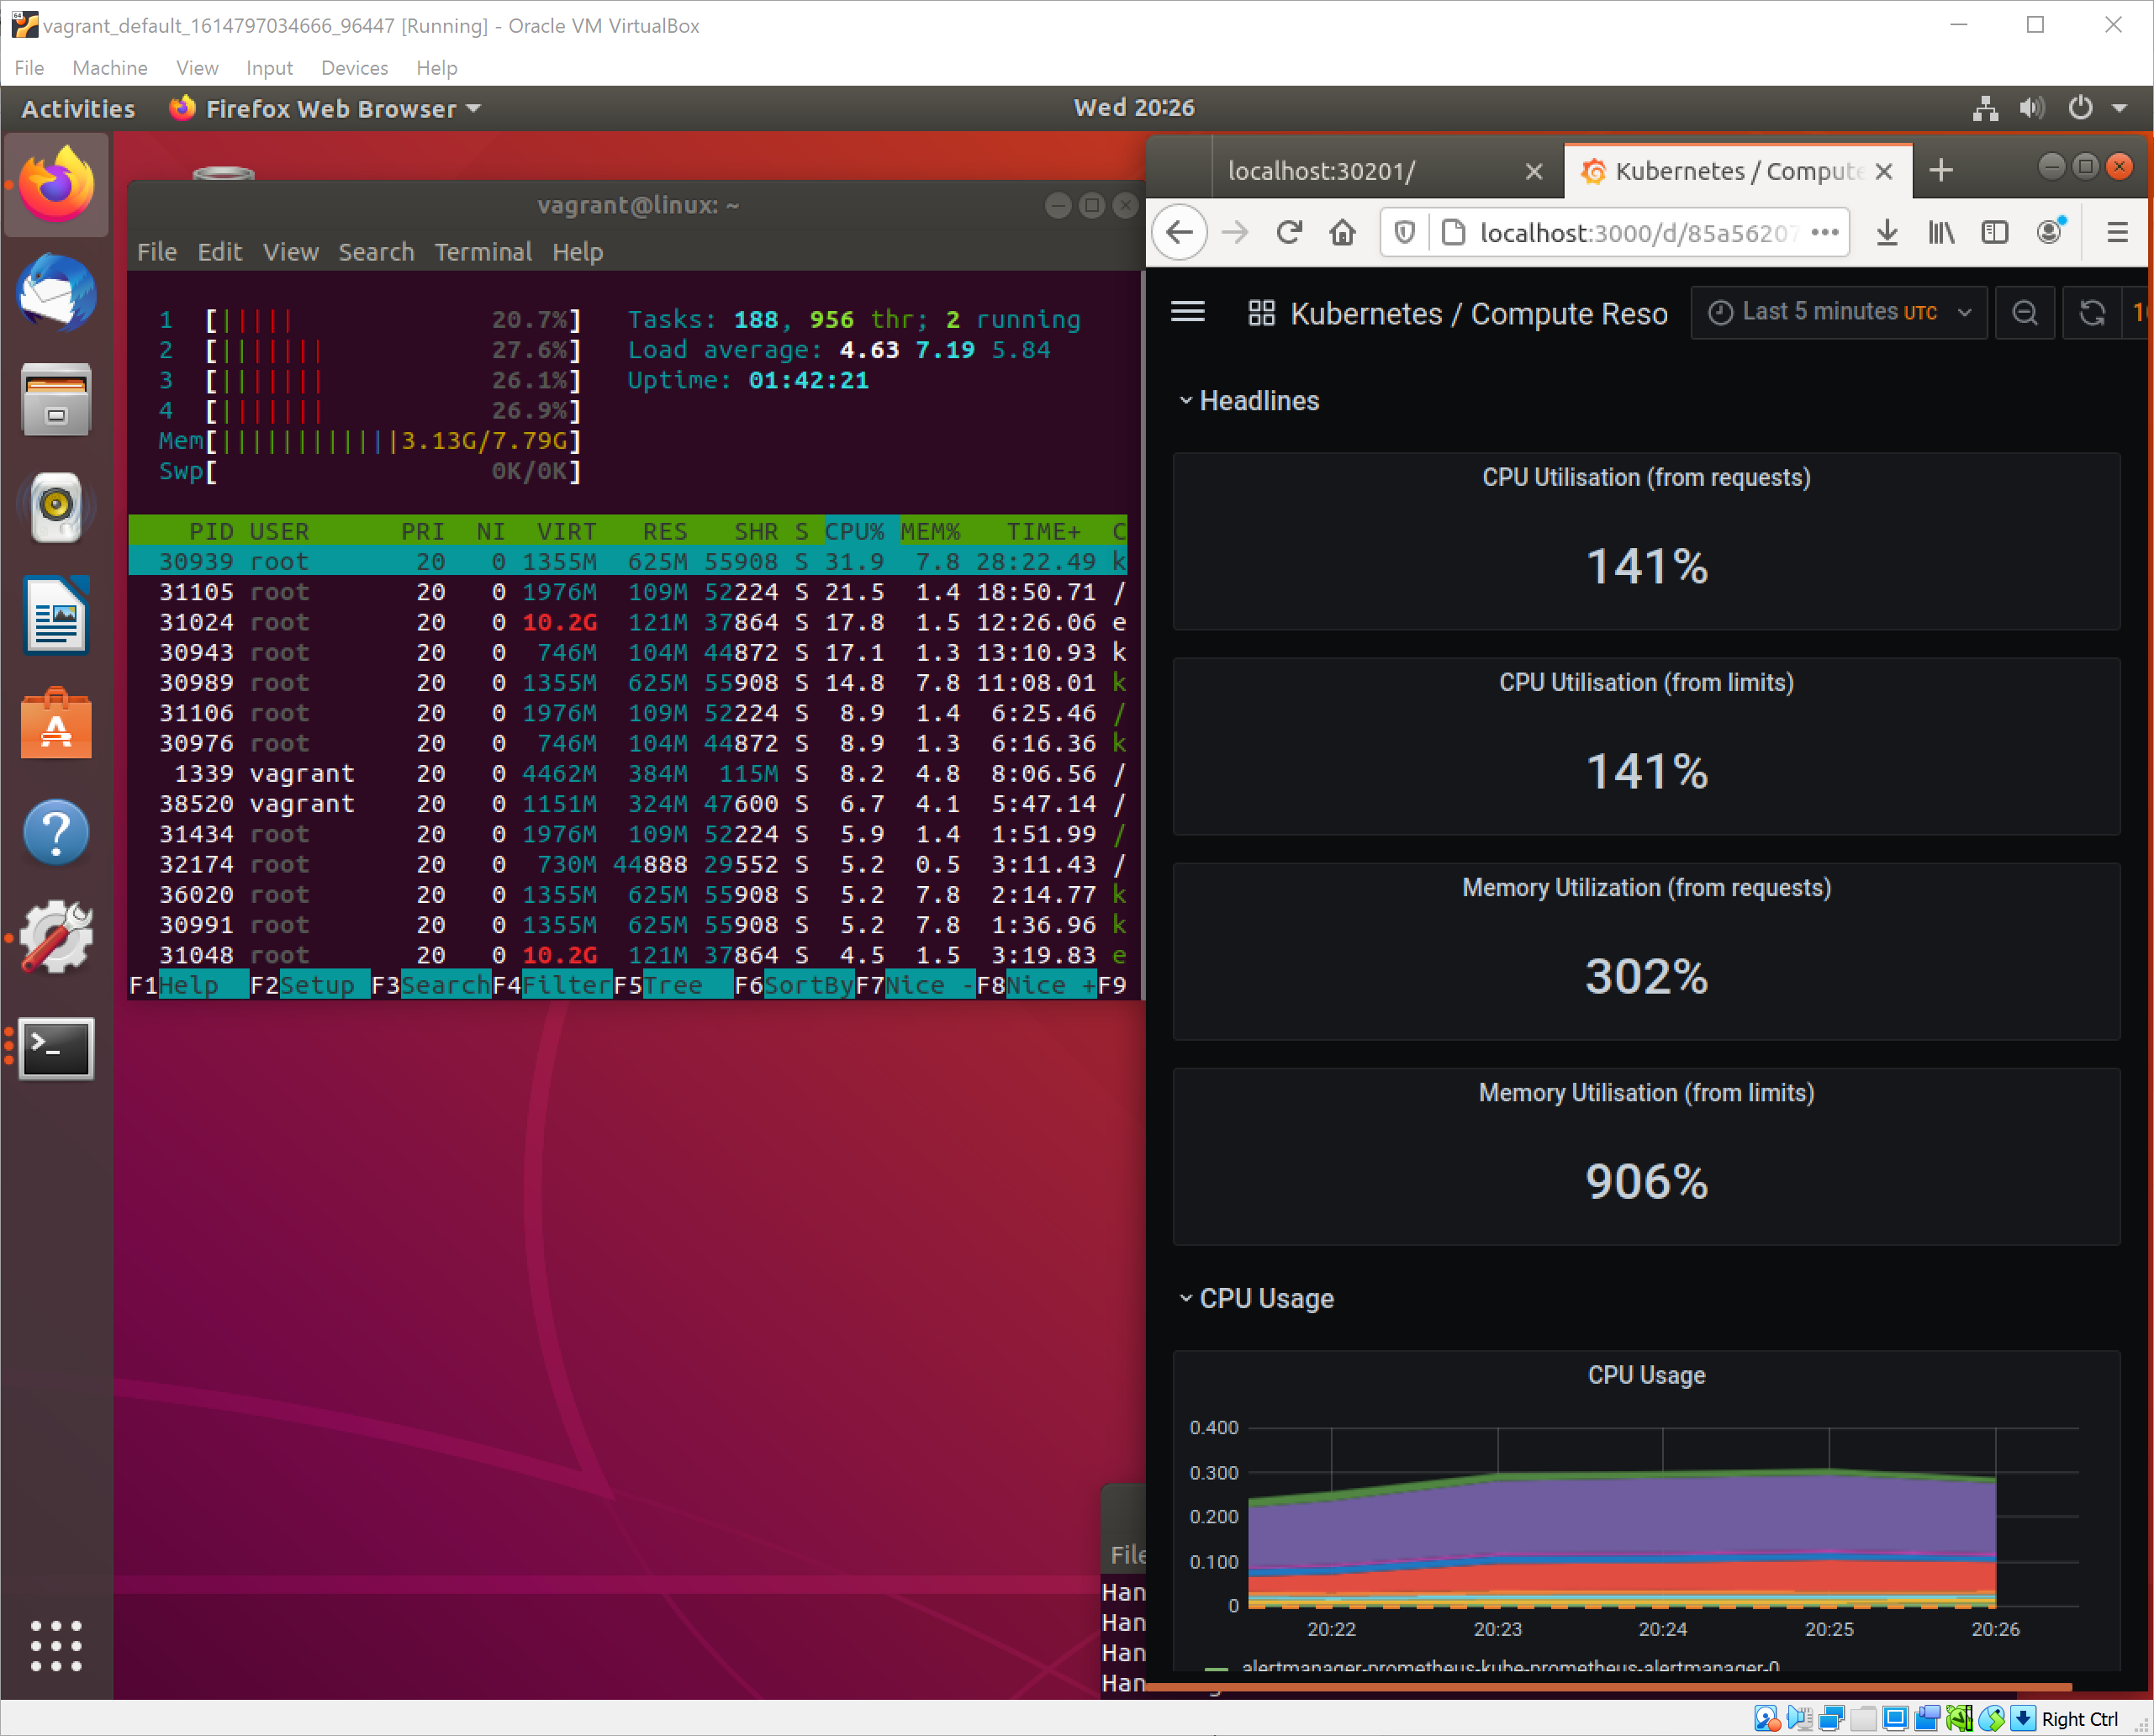 vagrant_default_1614797034666_96447 [Running] - Oracle VM VirtualBox
File Machine View Input Devices Help
Activities Firefox Web Browser Wed 20:26
vagrant@linux: ~
File Edit View Search Terminal Help
1 [||||| 20.7%] Tasks: 188, 956 thr; 2 running
2 [||||||| 27.6%] Load average: 4.63 7.19 5.84
3 [||||||| 26.1%] Uptime: 01:42:21
4 [||||||| 26.9%]
Mem[||||||||||||3.13G/7.79G]
Swp[ 0K/0K]
PID USER PRI NI VIRT RES SHR S CPU% MEM% TIME+ C
30939 root 20 0 1355M 625M 55908 S 31.9 7.8 28:22.49 k
31105 root 20 0 1976M 109M 52224 S 21.5 1.4 18:50.71 /
31024 root 20 0 10.2G 121M 37864 S 17.8 1.5 12:26.06 e
30943 root 20 0 746M 104M 44872 S 17.1 1.3 13:10.93 k
30989 root 20 0 1355M 625M 55908 S 14.8 7.8 11:08.01 k
31106 root 20 0 1976M 109M 52224 S 8.9 1.4 6:25.46 /
30976 root 20 0 746M 104M 44872 S 8.9 1.3 6:16.36 k
1339 vagrant 20 0 4462M 384M 115M S 8.2 4.8 8:06.56 /
38520 vagrant 20 0 1151M 324M 47600 S 6.7 4.1 5:47.14 /
31434 root 20 0 1976M 109M 52224 S 5.9 1.4 1:51.99 /
32174 root 20 0 730M 44888 29552 S 5.2 0.5 3:11.43 /
36020 root 20 0 1355M 625M 55908 S 5.2 7.8 2:14.77 k
30991 root 20 0 1355M 625M 55908 S 5.2 7.8 1:36.96 k
31048 root 20 0 10.2G 121M 37864 S 4.5 1.5 3:19.83 e
F1Help F2Setup F3SearchF4FilterF5Tree F6SortByF7Nice -F8Nice +F9
File
Han
Han
Han
Han
localhost:30201/ Kubernetes / Compute
localhost:3000/d/85a56207
Kubernetes / Compute Reso Last 5 minutes UTC
Headlines
CPU Utilisation (from requests)
141%
CPU Utilisation (from limits)
141%
Memory Utilization (from requests)
302%
Memory Utilisation (from limits)
906%
CPU Usage
CPU Usage
0.400
0.300
0.200
0.100
0
20:22 20:23 20:24 20:25 20:26
alertmanager-prometheus-kube-prometheus-alertmanager-0
Right Ctrl